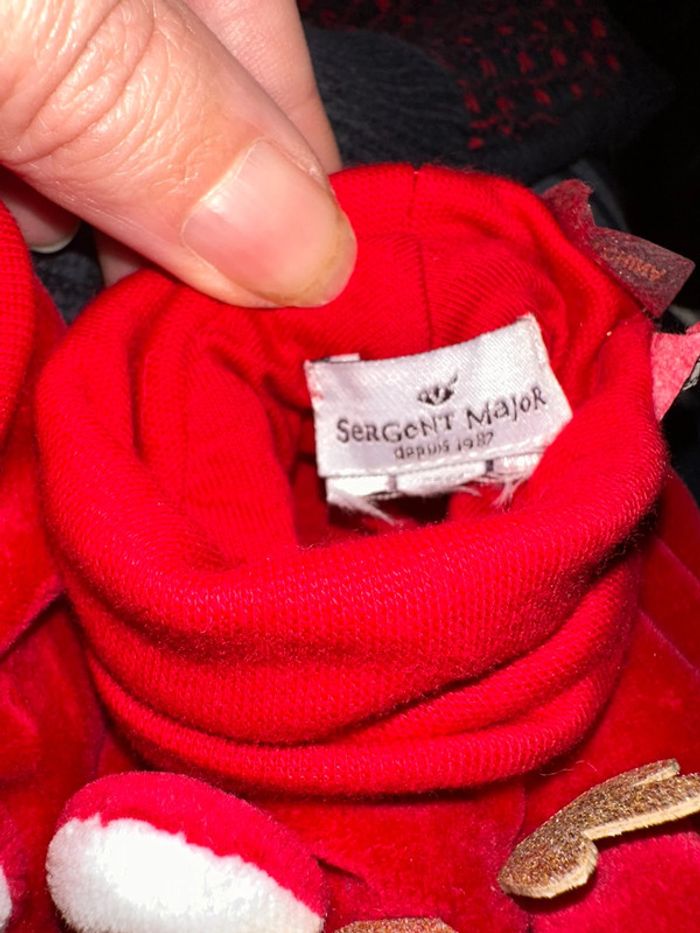 SeRGeNT MaJoR
depuis 1987